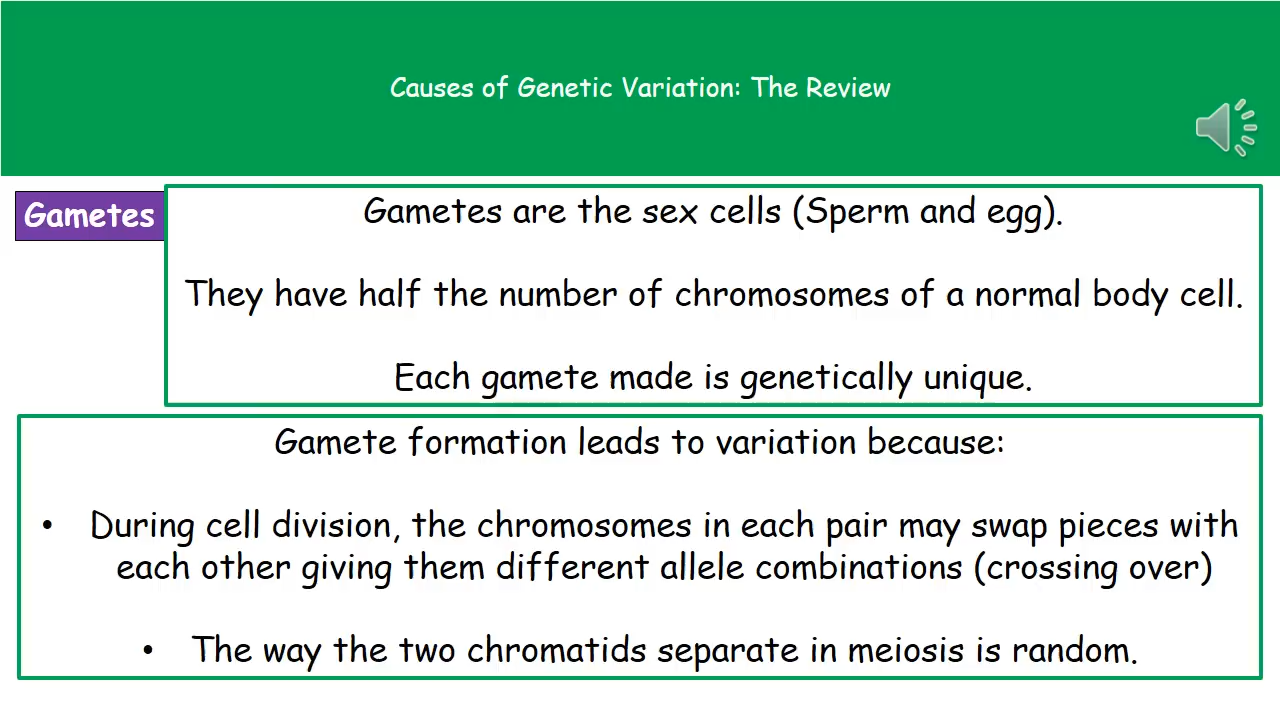 Causes of Genetic Variation: The Review
Gametes
Gametes are the sex cells (Sperm and egg).
They have half the number of chromosomes of a normal body cell.
Each gamete made is genetically unique.
Gamete formation leads to variation because:
• During cell division, the chromosomes in each pair may swap pieces with
each other giving them different allele combinations (crossing over)
• The way the two chromatids separate in meiosis is random.